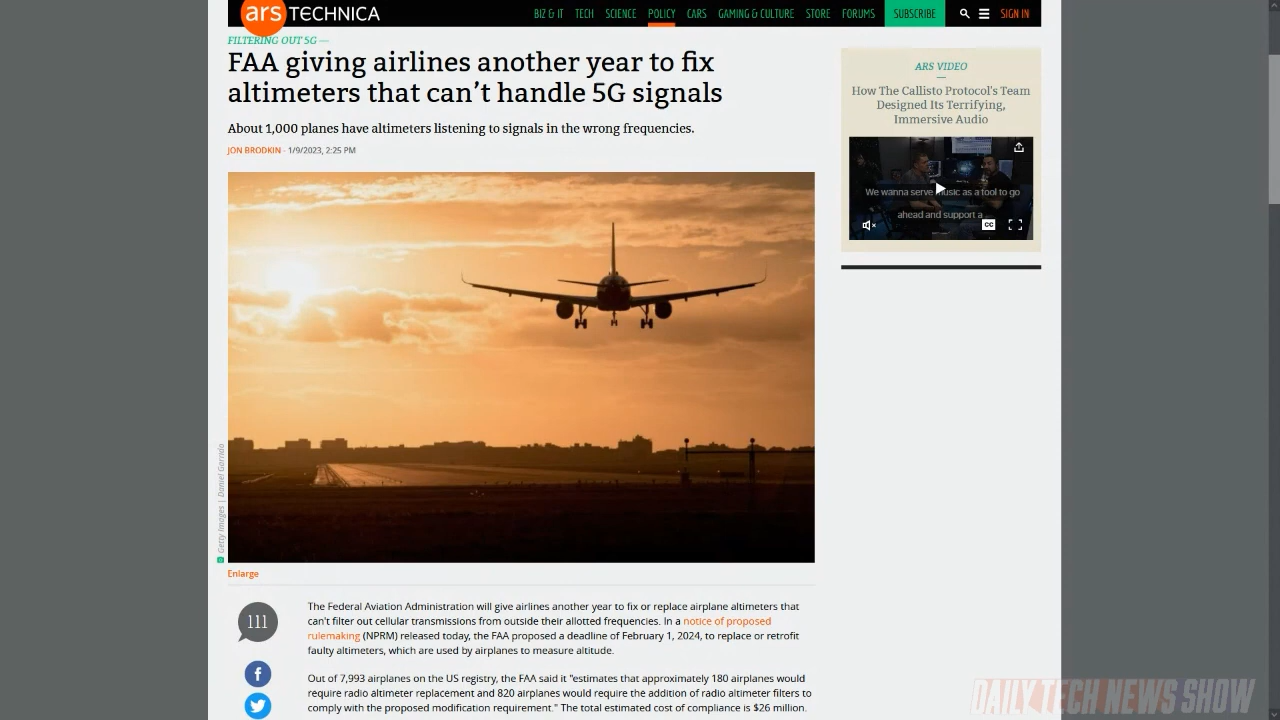 ars TECHNICA
BIZ & IT TECH SCIENCE POLICY CARS GAMING & CULTURE STORE FORUMS SUBSCRIBE SIGN IN
FILTERING OUT 5G —
FAA giving airlines another year to fix
altimeters that can’t handle 5G signals
About 1,000 planes have altimeters listening to signals in the wrong frequencies.
JON BRODKIN - 1/9/2023, 2:25 PM
ARS VIDEO
How The Callisto Protocol's Team
Designed Its Terrifying,
Immersive Audio
We wanna serve music as a tool to go
ahead and support a
CC
Getty Images | Daniel Garrido
Enlarge
111
The Federal Aviation Administration will give airlines another year to fix or replace airplane altimeters that
can't filter out cellular transmissions from outside their allotted frequencies. In a notice of proposed
rulemaking (NPRM) released today, the FAA proposed a deadline of February 1, 2024, to replace or retrofit
faulty altimeters, which are used by airplanes to measure altitude.
Out of 7,993 airplanes on the US registry, the FAA said it "estimates that approximately 180 airplanes would
require radio altimeter replacement and 820 airplanes would require the addition of radio altimeter filters to
comply with the proposed modification requirement." The total estimated cost of compliance is $26 million.
DAILY TECH NEWS SHOW